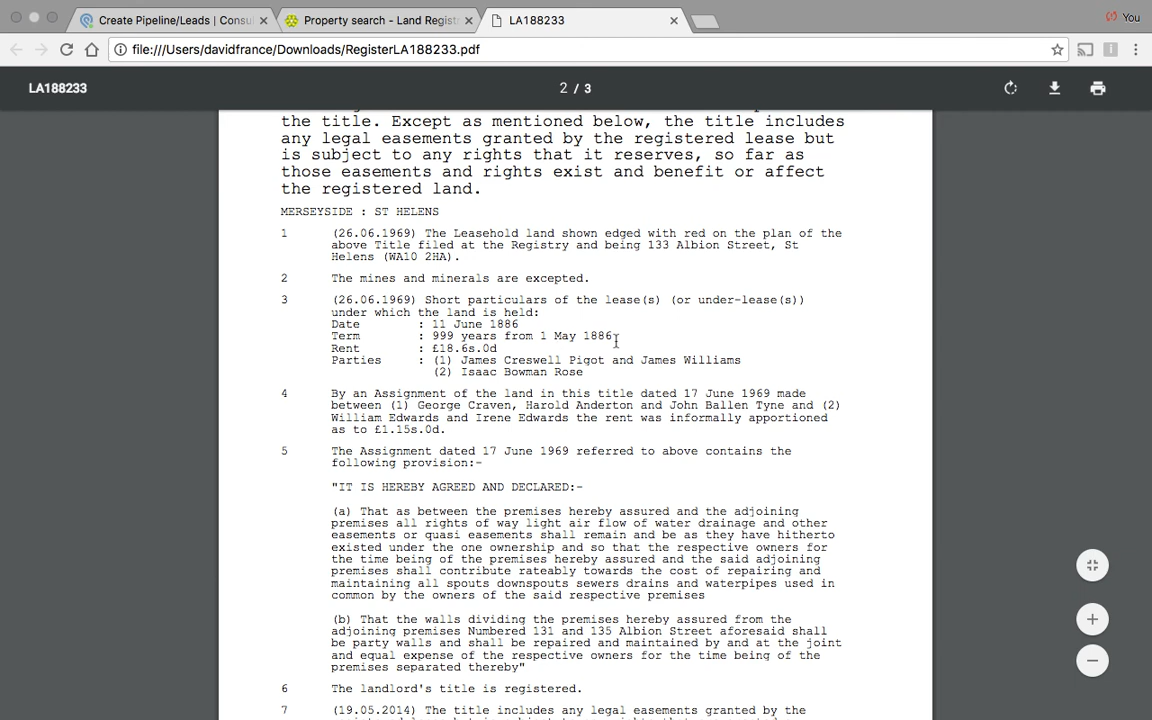 Create Pipeline/Leads | Consul
Property search - Land Registr
LA188233
You
file:///Users/davidfrance/Downloads/RegisterLA188233.pdf
LA188233
2 / 3
the title. Except as mentioned below, the title includes
any legal easements granted by the registered lease but
is subject to any rights that it reserves, so far as
those easements and rights exist and benefit or affect
the registered land.
MERSEYSIDE : ST HELENS
1 (26.06.1969) The Leasehold land shown edged with red on the plan of the
above Title filed at the Registry and being 133 Albion Street, St
Helens (WA10 2HA).
2 The mines and minerals are excepted.
3 (26.06.1969) Short particulars of the lease(s) (or under-lease(s))
under which the land is held:
Date : 11 June 1886
Term : 999 years from 1 May 1886
Rent : £18.6s.0d
Parties : (1) James Creswell Pigot and James Williams
(2) Isaac Bowman Rose
4 By an Assignment of the land in this title dated 17 June 1969 made
between (1) George Craven, Harold Anderton and John Ballen Tyne and (2)
William Edwards and Irene Edwards the rent was informally apportioned
as to £1.15s.0d.
5 The Assignment dated 17 June 1969 referred to above contains the
following provision:-
"IT IS HEREBY AGREED AND DECLARED:-
(a) That as between the premises hereby assured and the adjoining
premises all rights of way light air flow of water drainage and other
easements or quasi easements shall remain and be as they have hitherto
existed under the one ownership and so that the respective owners for
the time being of the premises hereby assured and the said adjoining
premises shall contribute rateably towards the cost of repairing and
maintaining all spouts downspouts sewers drains and waterpipes used in
common by the owners of the said respective premises
(b) That the walls dividing the premises hereby assured from the
adjoining premises Numbered 131 and 135 Albion Street aforesaid shall
be party walls and shall be repaired and maintained by and at the joint
and equal expense of the respective owners for the time being of the
premises separated thereby"
6 The landlord's title is registered.
7 (19.05.2014) The title includes any legal easements granted by the